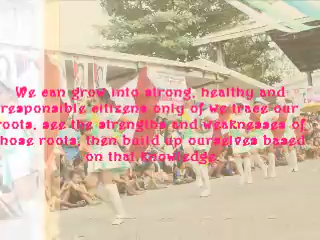 We can grow into strong, healthy and
responsible citizens only of we trace our
roots, see the strengths and weaknesses of
those roots, then build up ourselves based
on that knowledge.